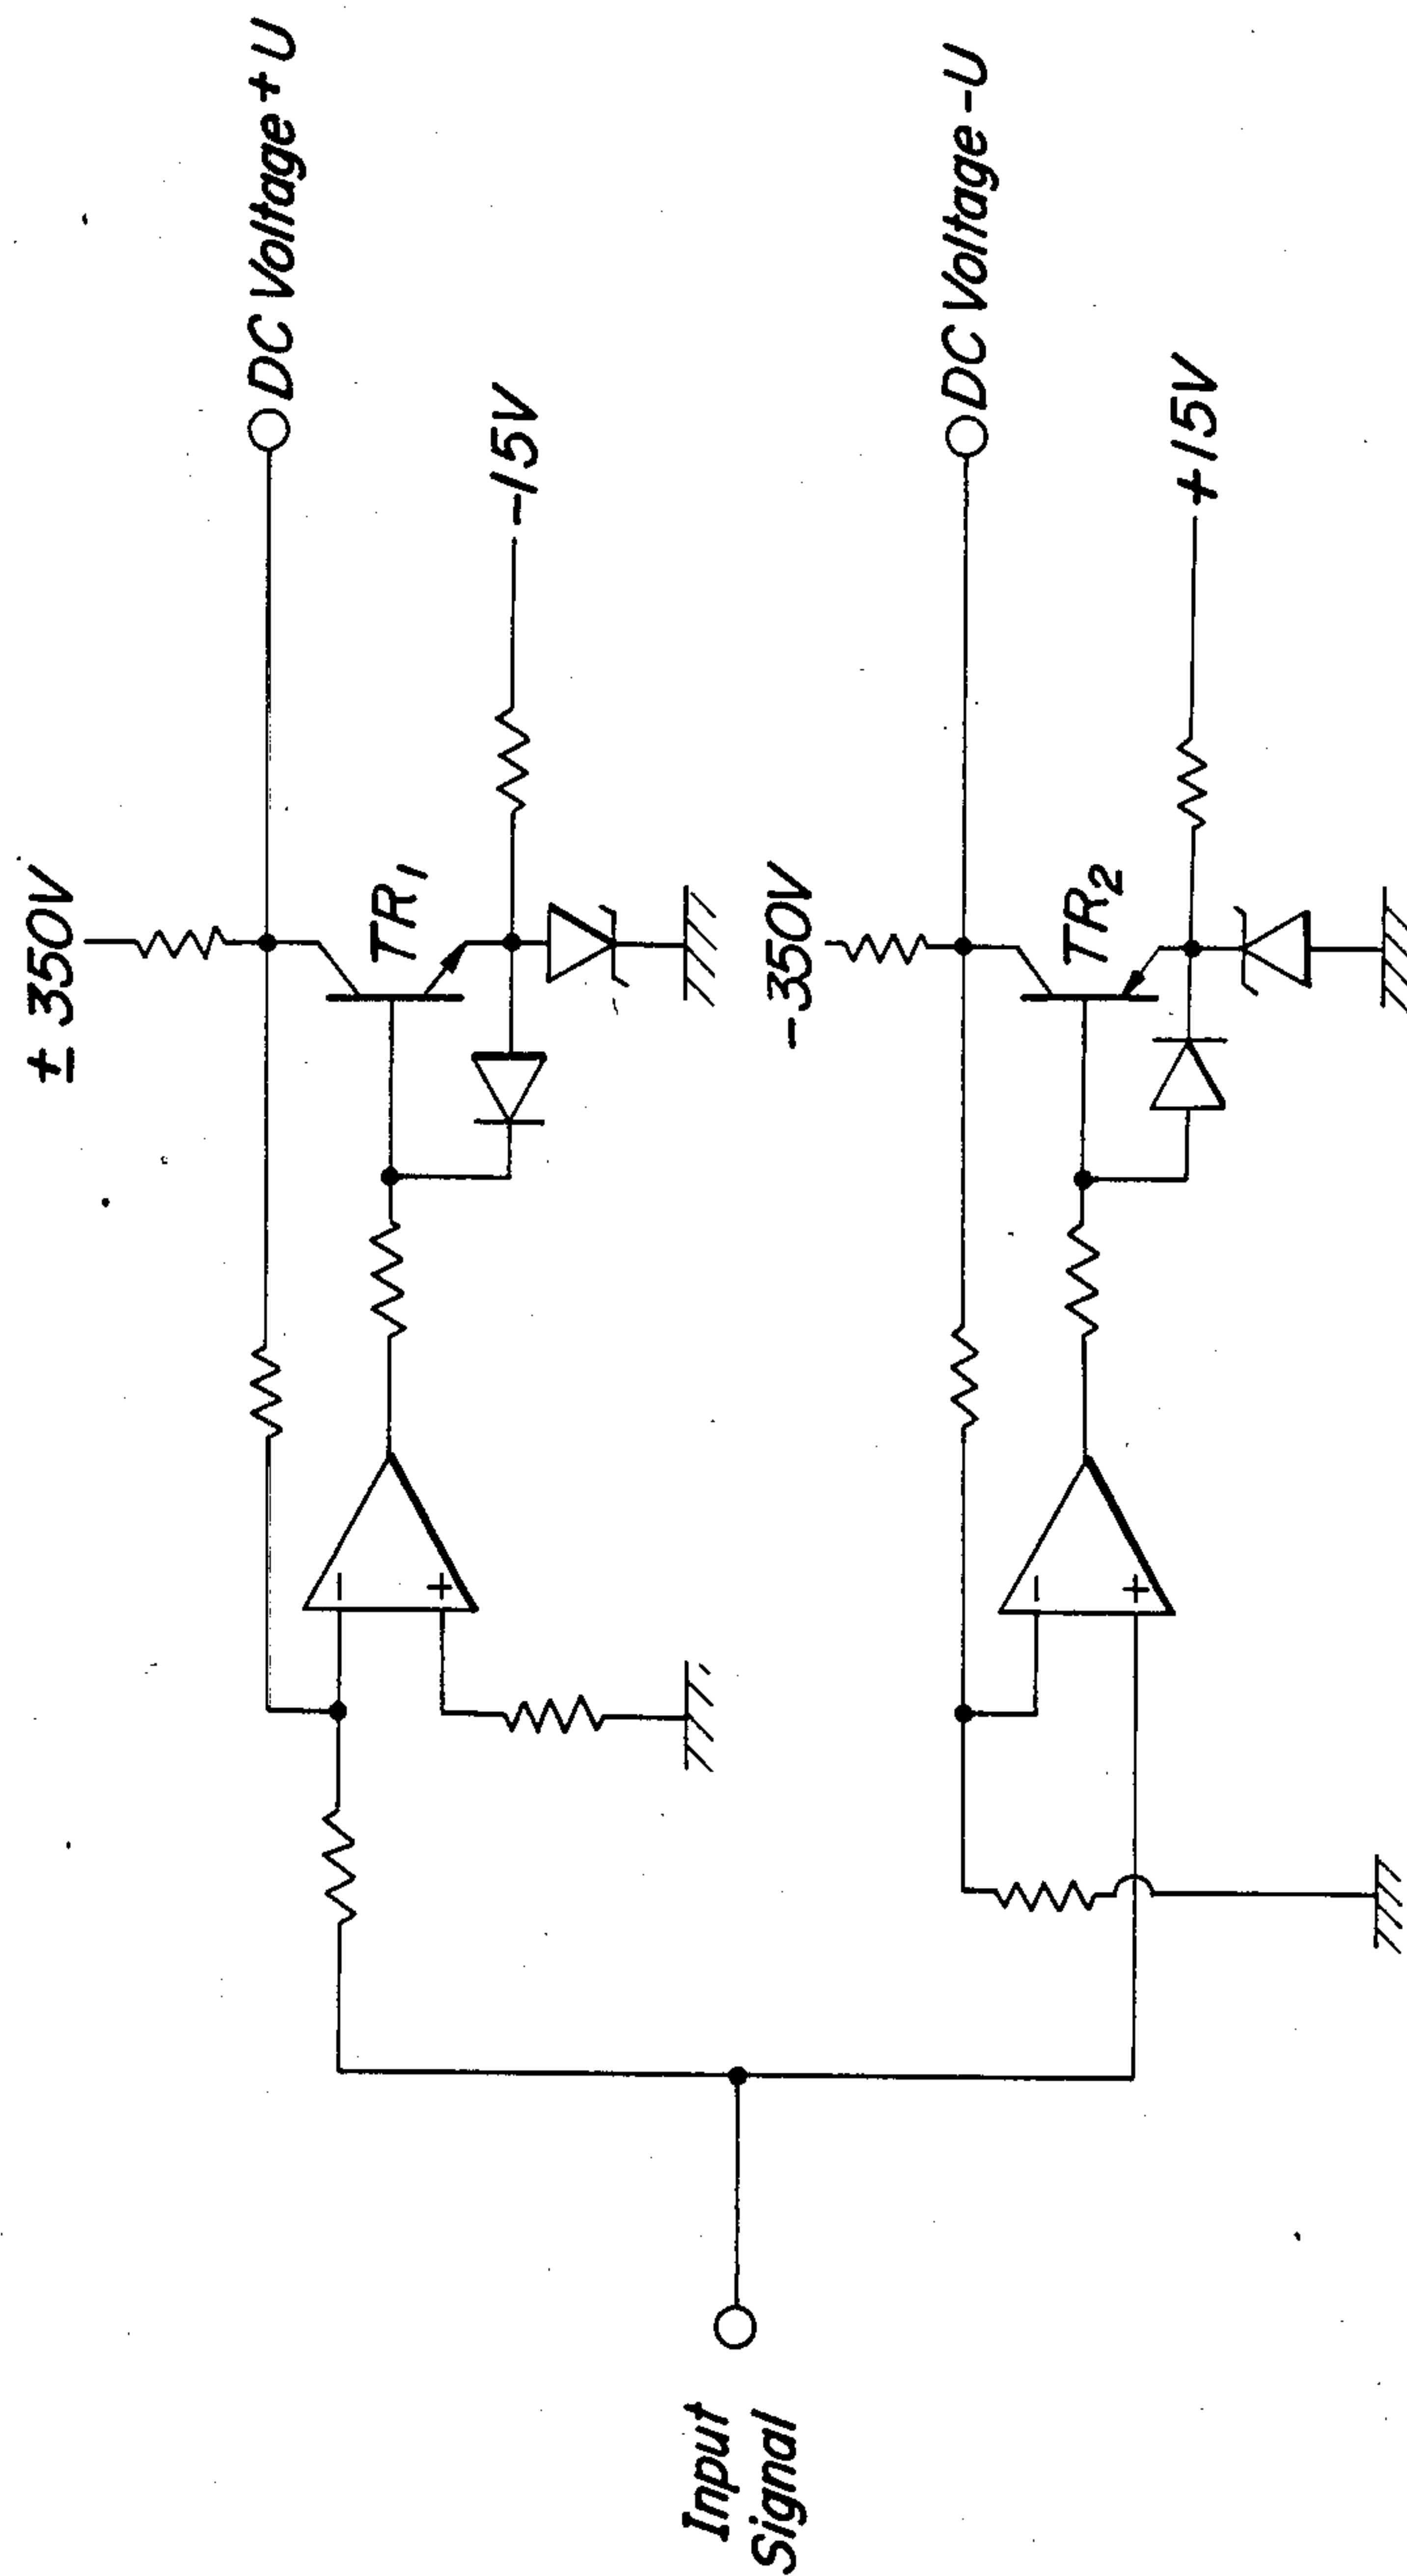 ± 350V
DC Voltage + U
TR1
-15V
-
+
Input
Signal
-350V
DC Voltage -U
TR2
+15V
-
+